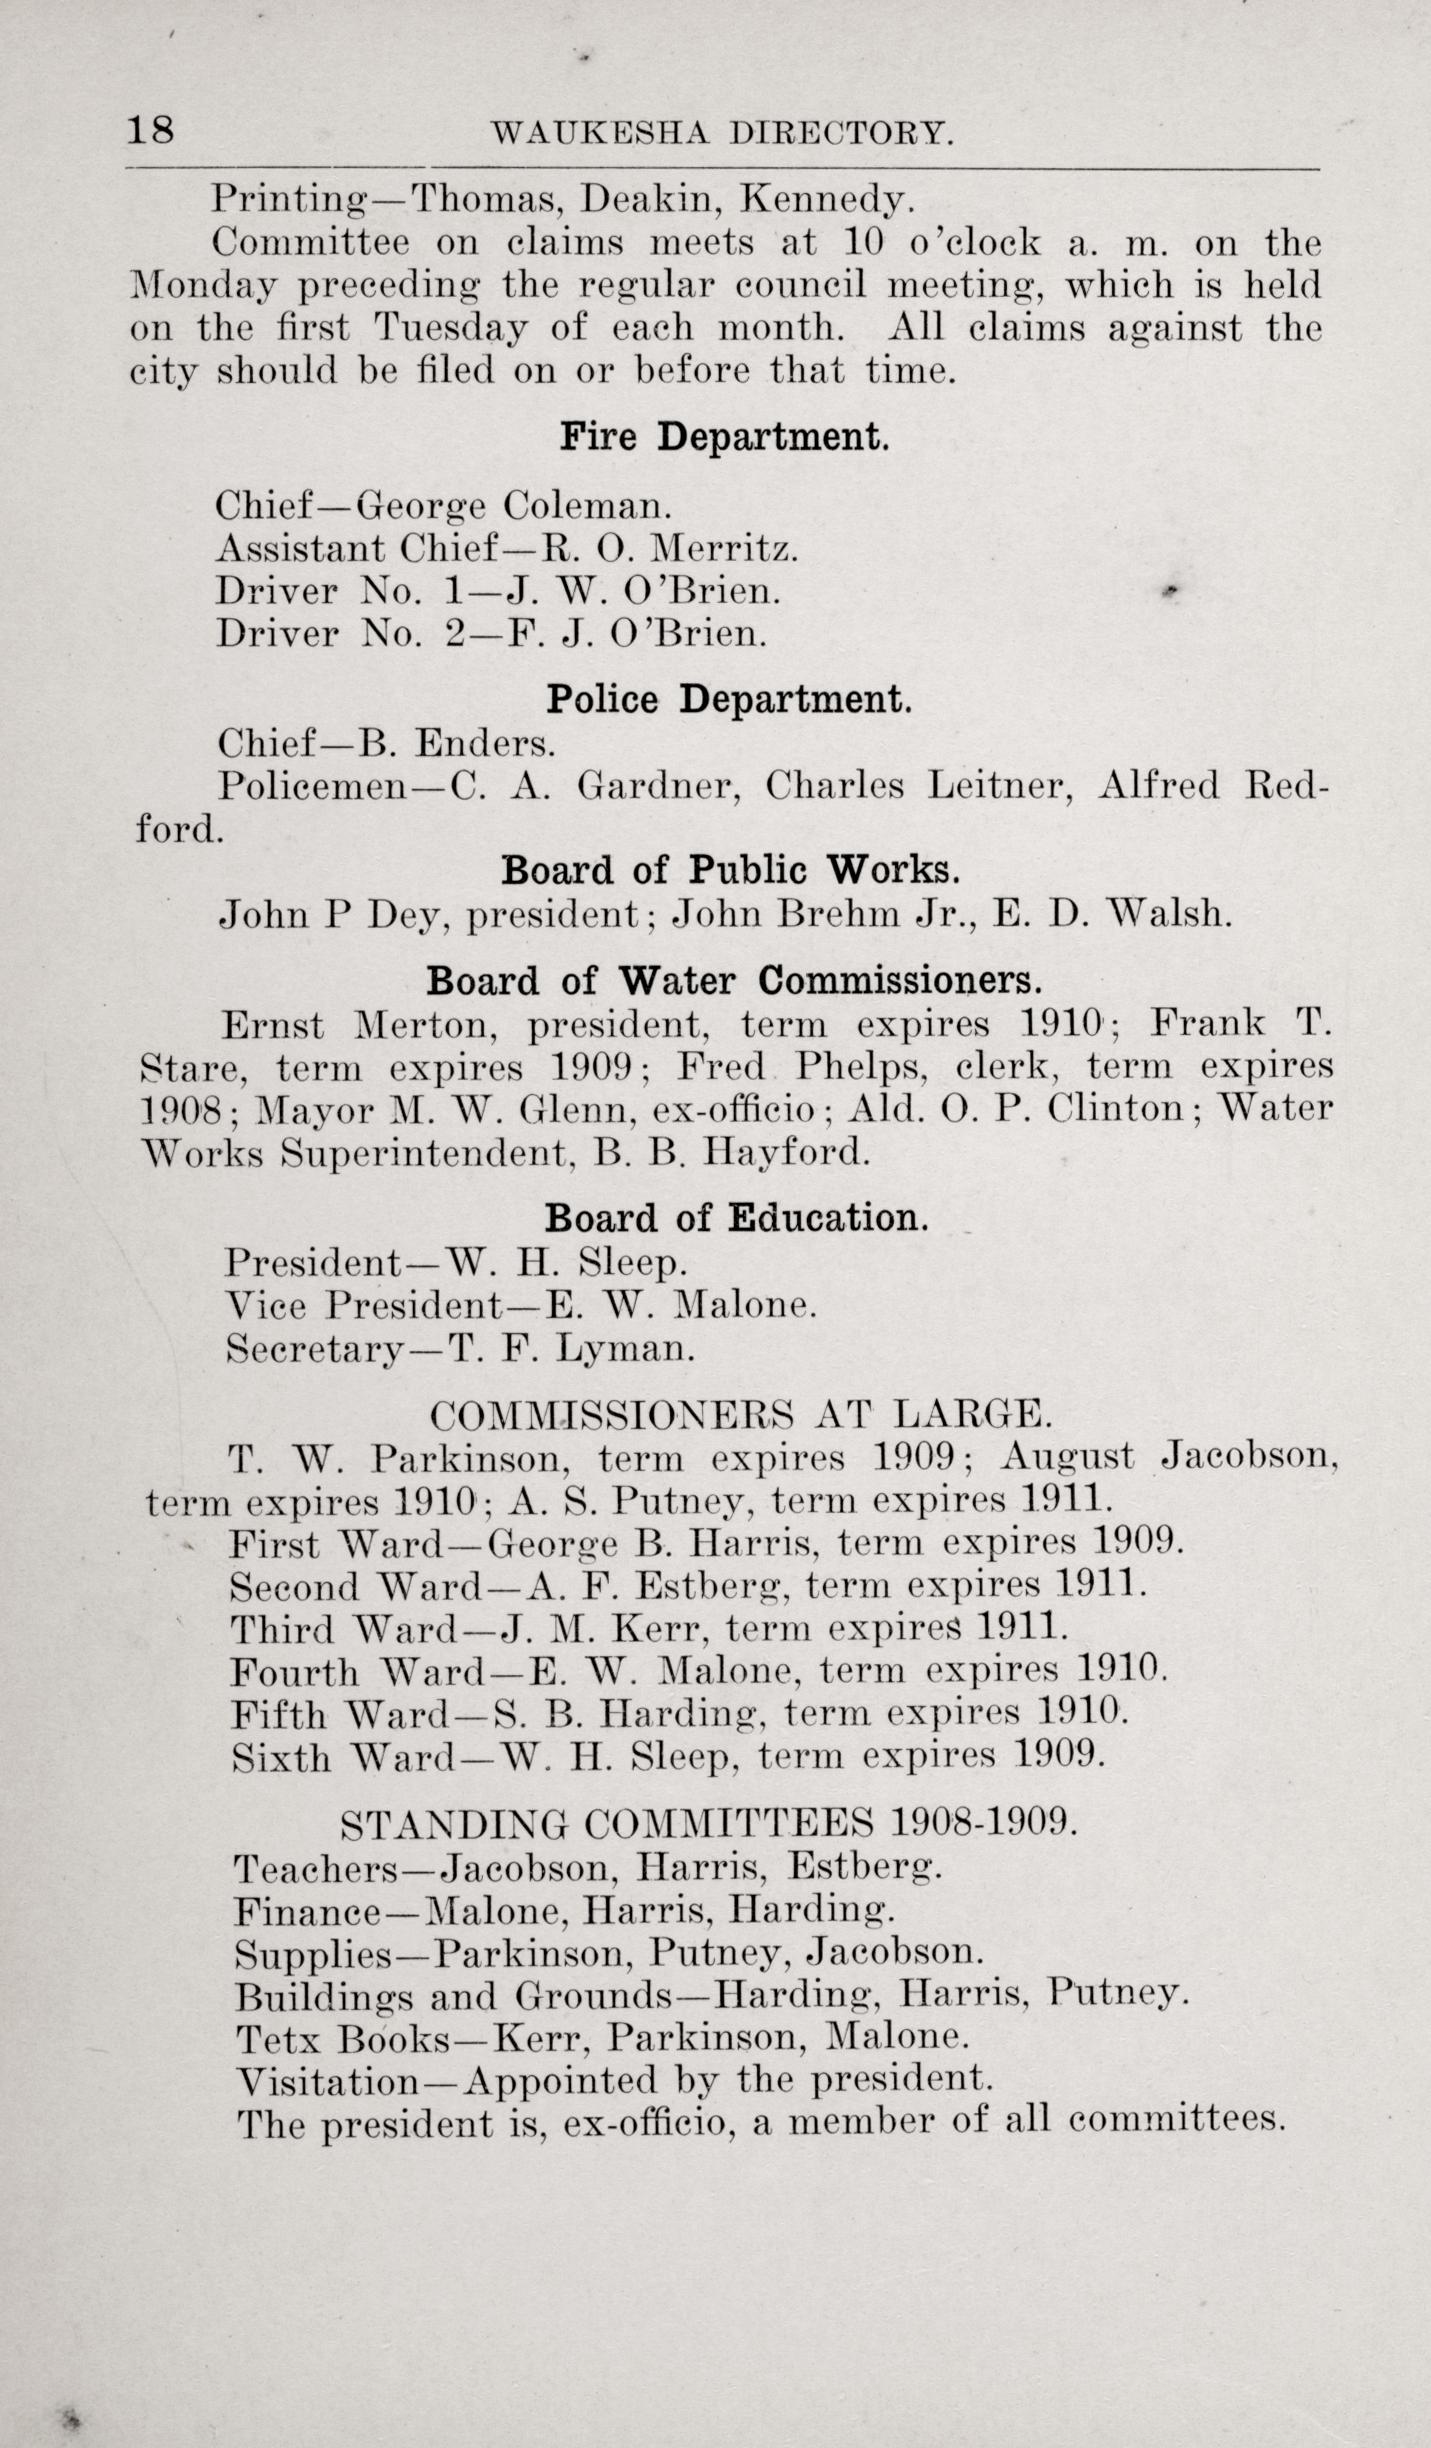 18 WAUKESHA DIRECTORY.
Printing—Thomas, Deakin, Kennedy.
Committee on claims meets at 10 o'clock a. m. on the
Monday preceding the regular council meeting, which is held
on the first Tuesday of each month. All claims against the
city should be filed on or before that time.
Fire Department.
Chief—George Coleman.
Assistant Chief—R. O. Merritz.
Driver No. 1—J. W. O'Brien.
Driver No. 2—F. J. O'Brien.
Police Department.
Chief—B. Enders.
Policemen—C. A. Gardner, Charles Leitner, Alfred Red-
ford.
Board of Public Works.
John P Dey, president; John Brehm Jr., E. D. Walsh.
Board of Water Commissioners.
Ernst Merton, president, term expires 1910; Frank T.
Stare, term expires 1909; Fred Phelps, clerk, term expires
1908; Mayor M. W. Glenn, ex-officio; Ald. O. P. Clinton; Water
Works Superintendent, B. B. Hayford.
Board of Education.
President—W. H. Sleep.
Vice President—E. W. Malone.
Secretary—T. F. Lyman.
COMMISSIONERS AT LARGE.
T. W. Parkinson, term expires 1909; August Jacobson,
term expires 1910; A. S. Putney, term expires 1911.
First Ward—George B. Harris, term expires 1909.
Second Ward—A. F. Estberg, term expires 1911.
Third Ward—J. M. Kerr, term expires 1911.
Fourth Ward—E. W. Malone, term expires 1910.
Fifth Ward—S. B. Harding, term expires 1910.
Sixth Ward—W. H. Sleep, term expires 1909.
STANDING COMMITTEES 1908-1909.
Teachers—Jacobson, Harris, Estberg.
Finance—Malone, Harris, Harding.
Supplies—Parkinson, Putney, Jacobson.
Buildings and Grounds—Harding, Harris, Putney.
Tetx Books—Kerr, Parkinson, Malone.
Visitation—Appointed by the president.
The president is, ex-officio, a member of all committees.